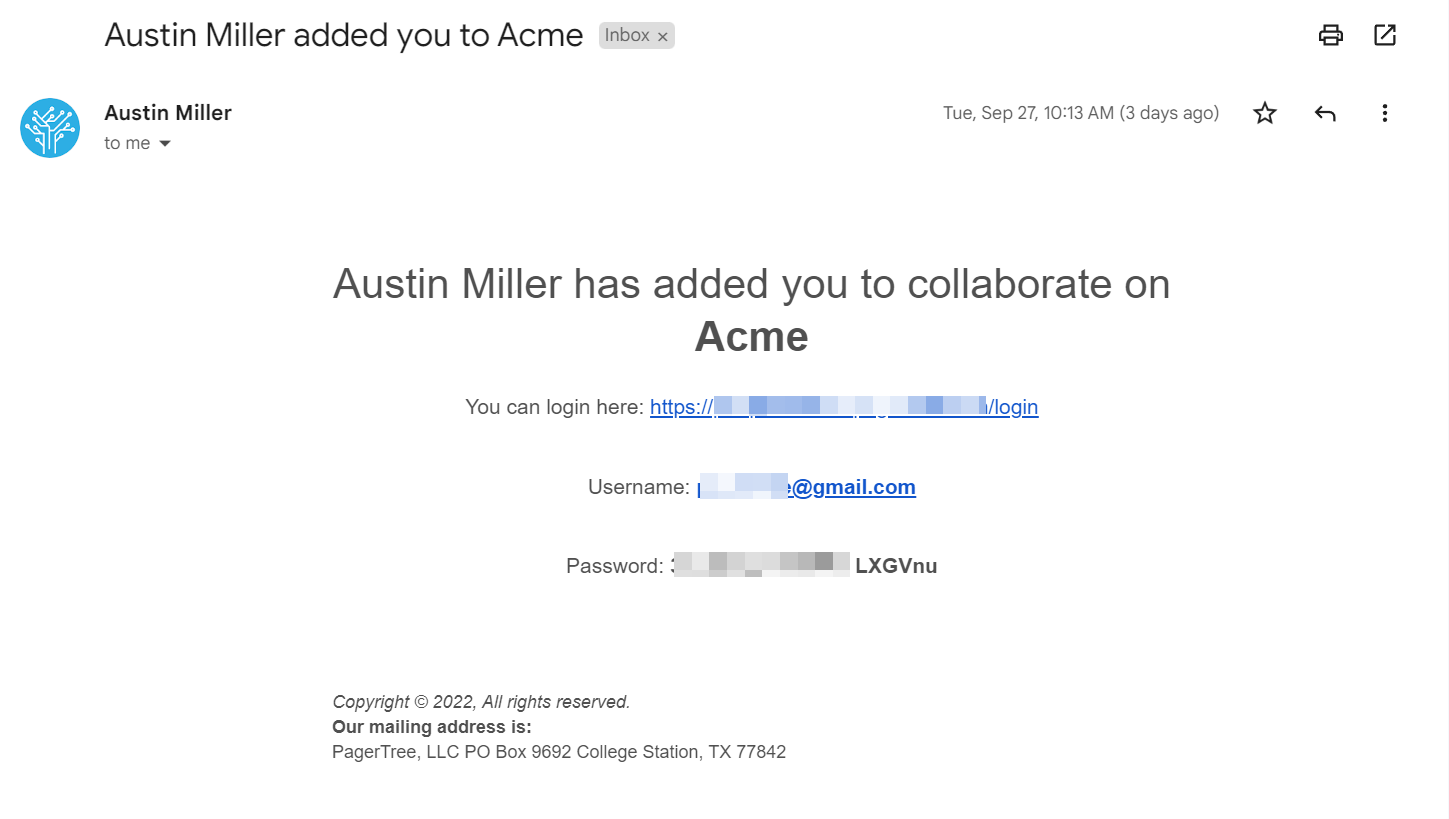 Austin Miller added you to Acme Inbox ×
Austin Miller Tue, Sep 27, 10:13 AM (3 days ago)
to me
Austin Miller has added you to collaborate on
Acme
You can login here: https:// /login
Username: @gmail.com
Password: LXGVnu
Copyright © 2022, All rights reserved.
Our mailing address is:
PagerTree, LLC PO Box 9692 College Station, TX 77842